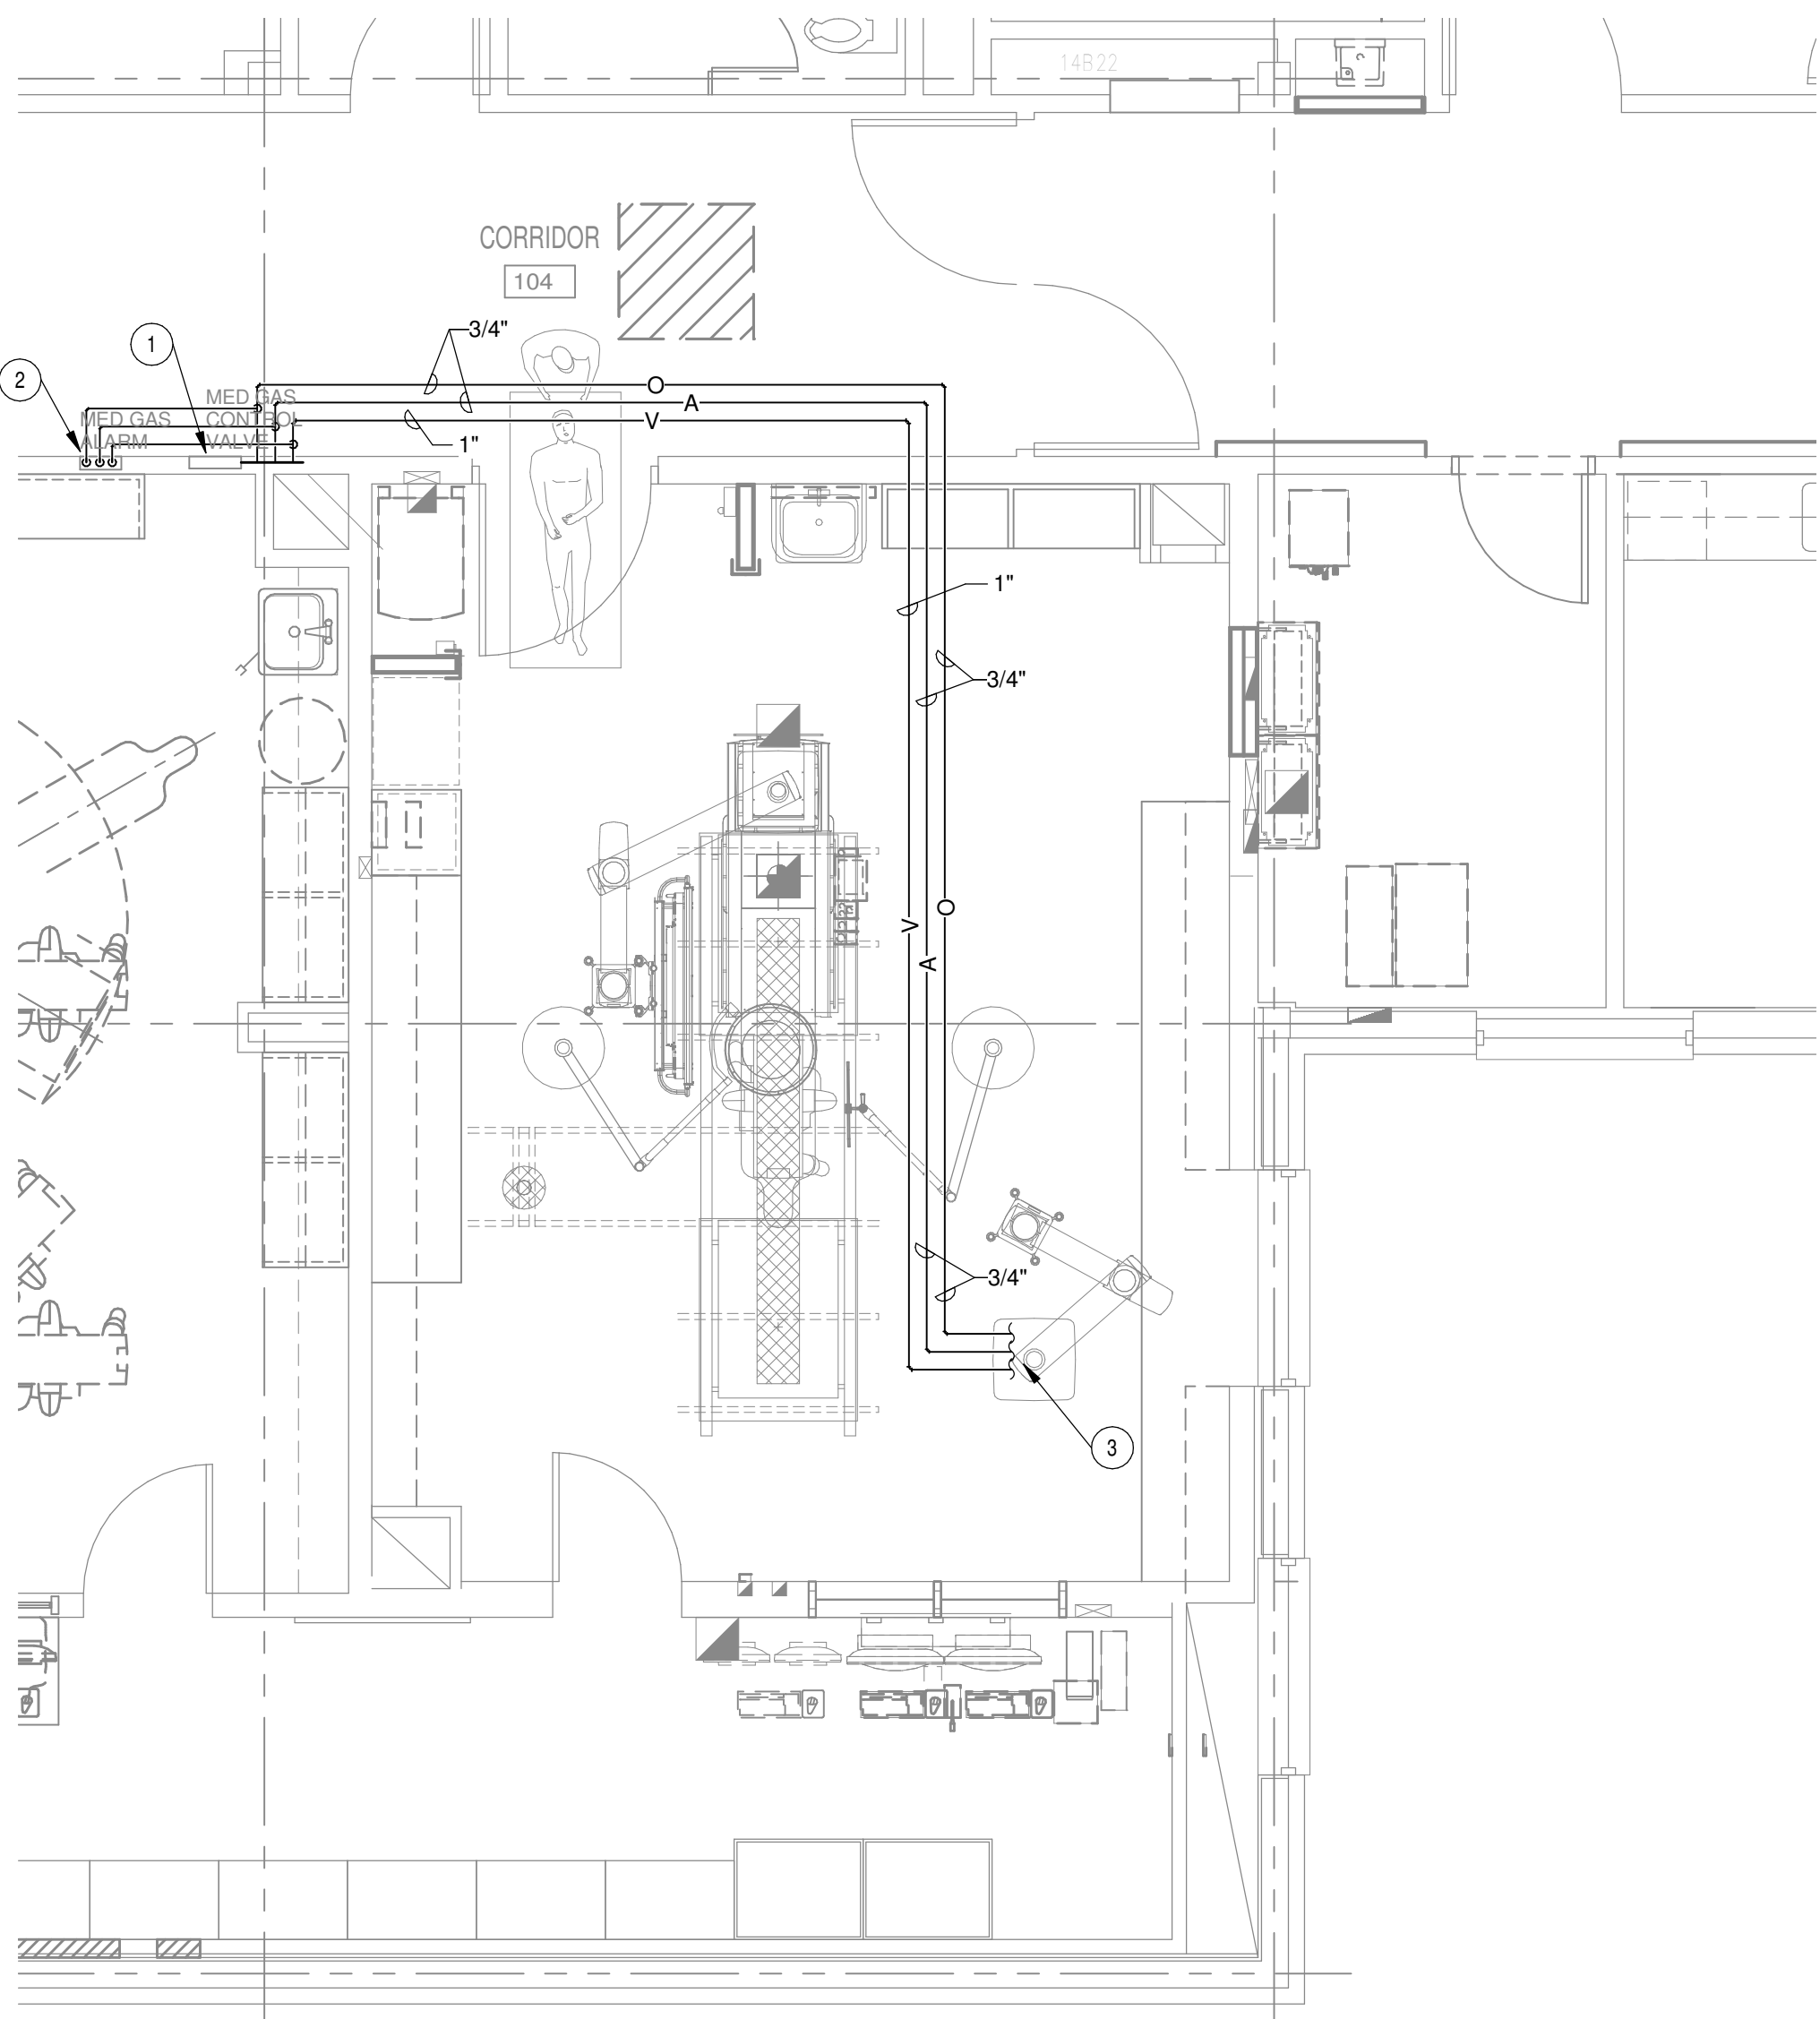 14B22
CORRIDOR
104
3/4"
1
2
O
MED GAS
CONTROL
VALVE
A
MED GAS
ALARM
V
1"
1"
3/4"
V
O
A
3/4"
3